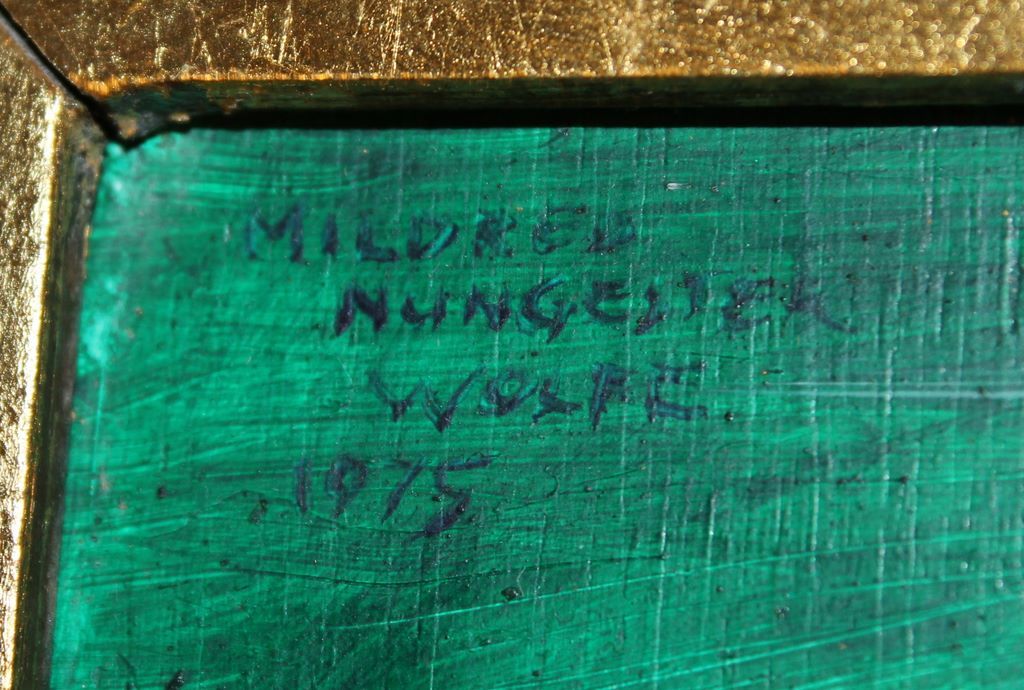 MILDRED
NUNGESTER
WOLFE
1975